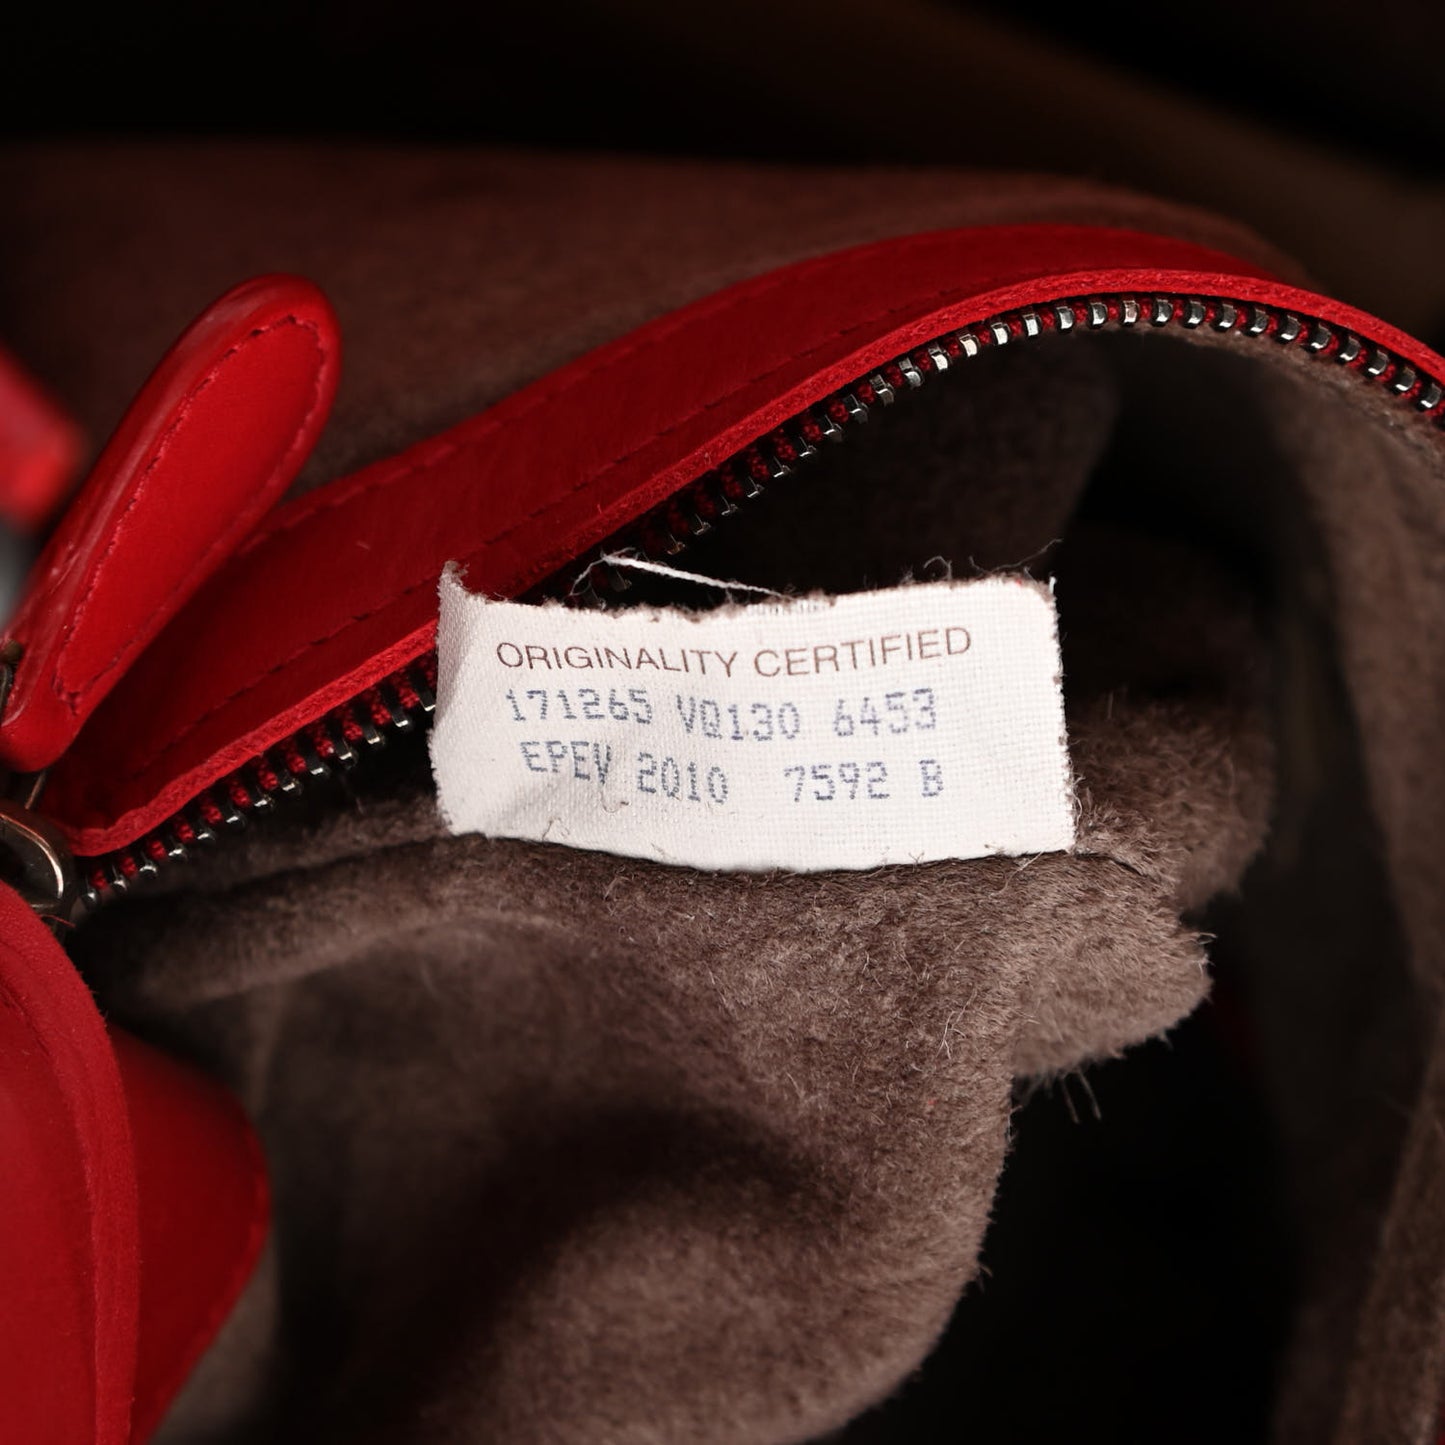 ORIGINALITY CERTIFIED
171265 VQ130 6453
EPEV 2010 7592 B